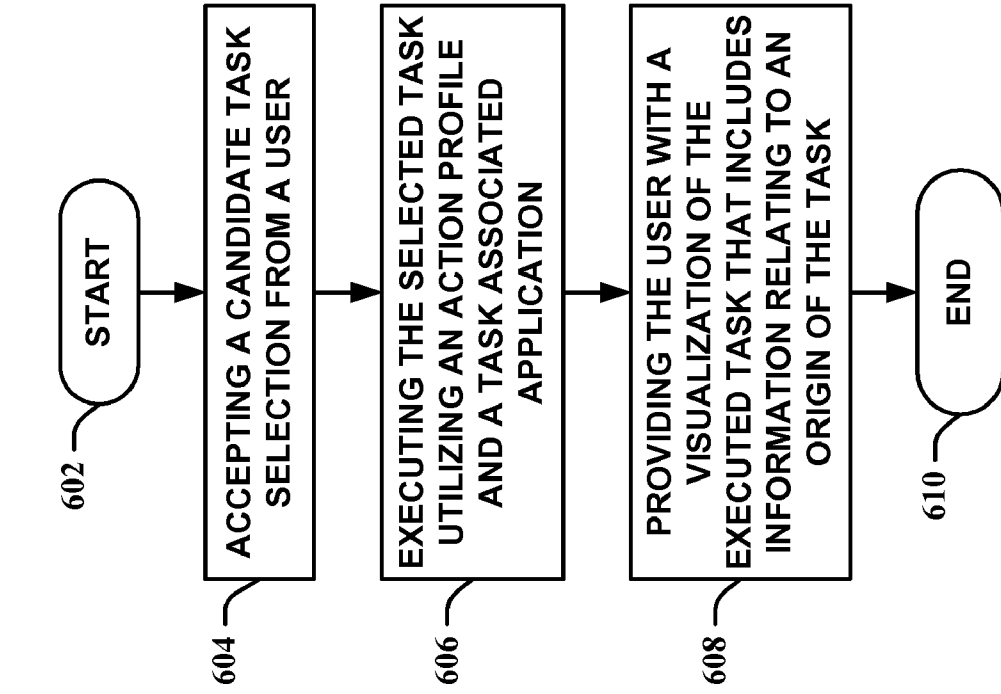 START
602
ACCEPTING A CANDIDATE TASK
SELECTION FROM A USER
604
EXECUTING THE SELECTED TASK
UTILIZING AN ACTION PROFILE
AND A TASK ASSOCIATED
APPLICATION
606
PROVIDING THE USER WITH A
VISUALIZATION OF THE
EXECUTED TASK THAT INCLUDES
INFORMATION RELATING TO AN
ORIGIN OF THE TASK
608
END
610